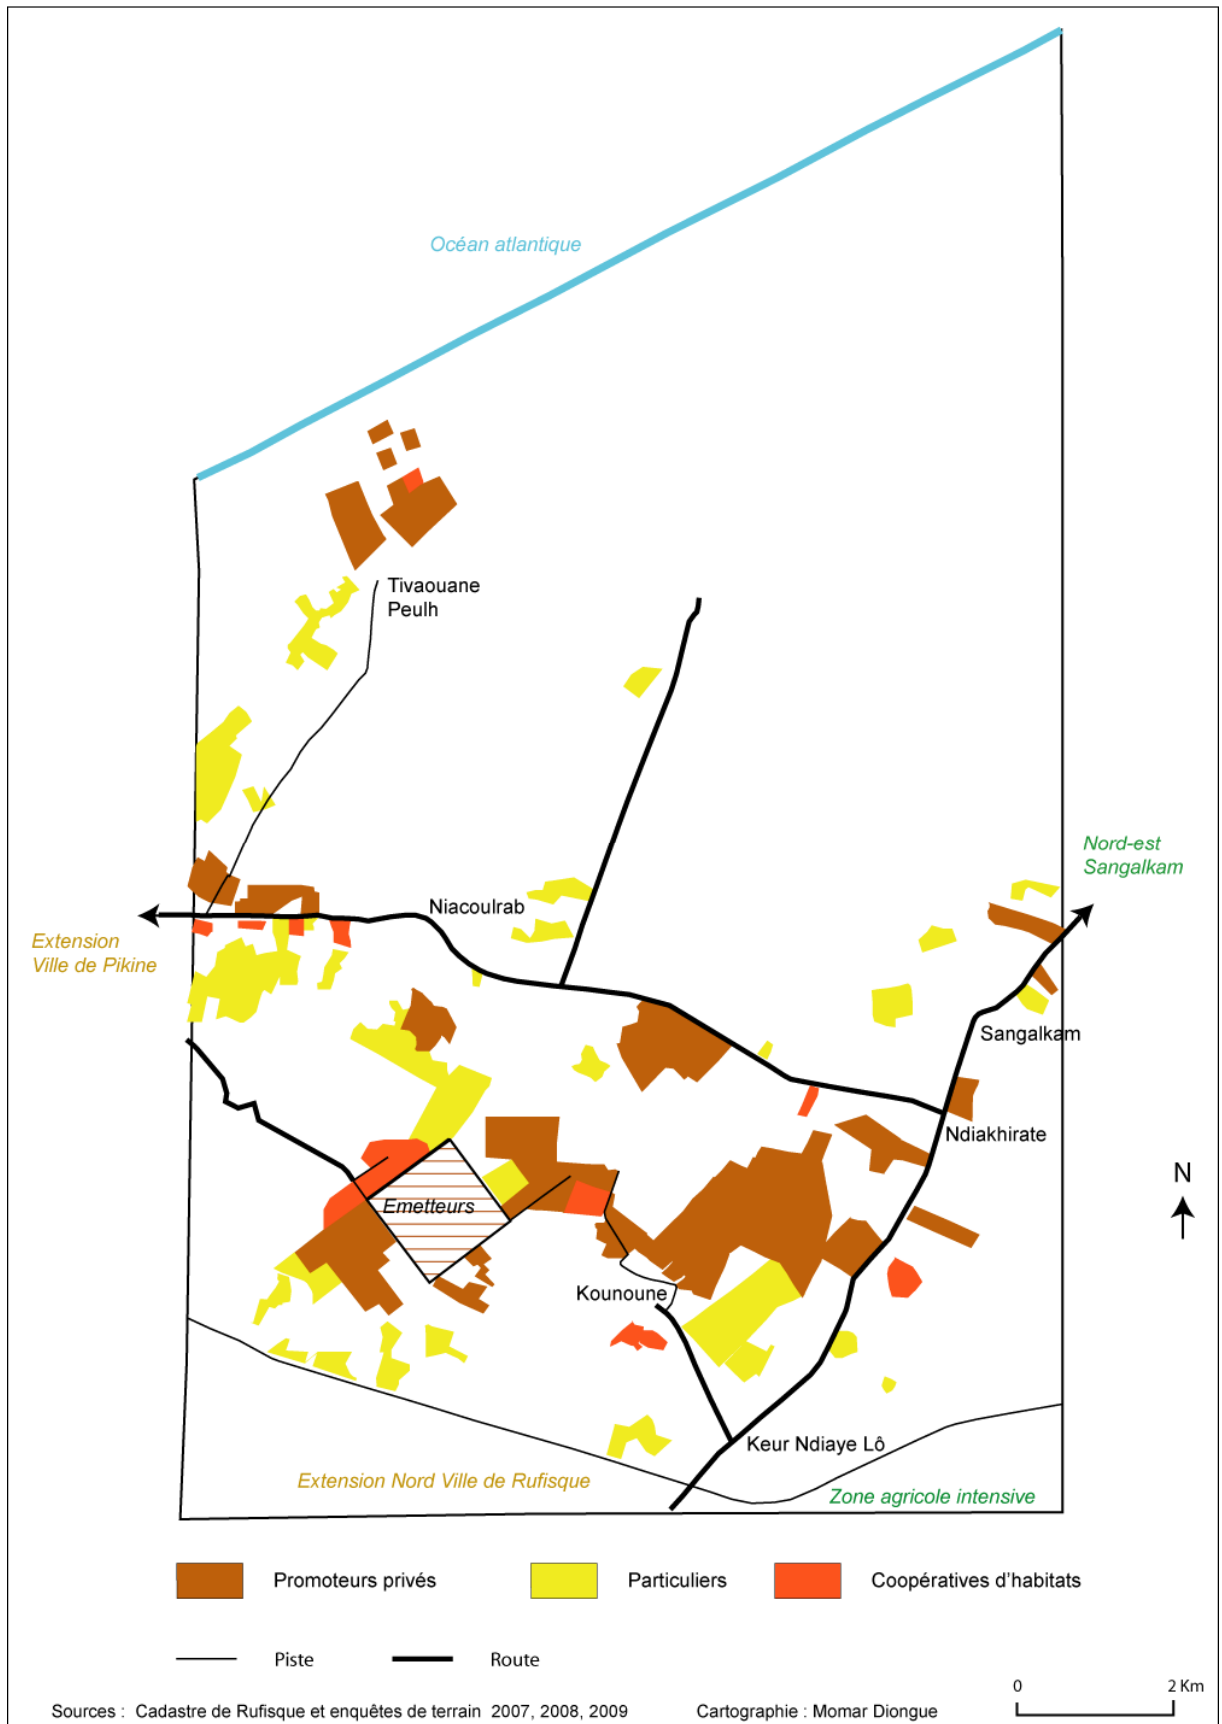 Océan atlantique
Tivaouane
Peulh
Nord-est
Sangalkam
Niacoulrab
Extension
Ville de Pikine
Sangalkam
Ndiakhirate
N
Emetteurs
Kounoune
Keur Ndiaye Lô
Extension Nord Ville de Rufisque
Zone agricole intensive
Promoteurs privés
Particuliers
Coopératives d'habitats
Piste
Route
0
2 Km
Sources : Cadastre de Rufisque et enquêtes de terrain 2007, 2008, 2009
Cartographie : Momar Diongue